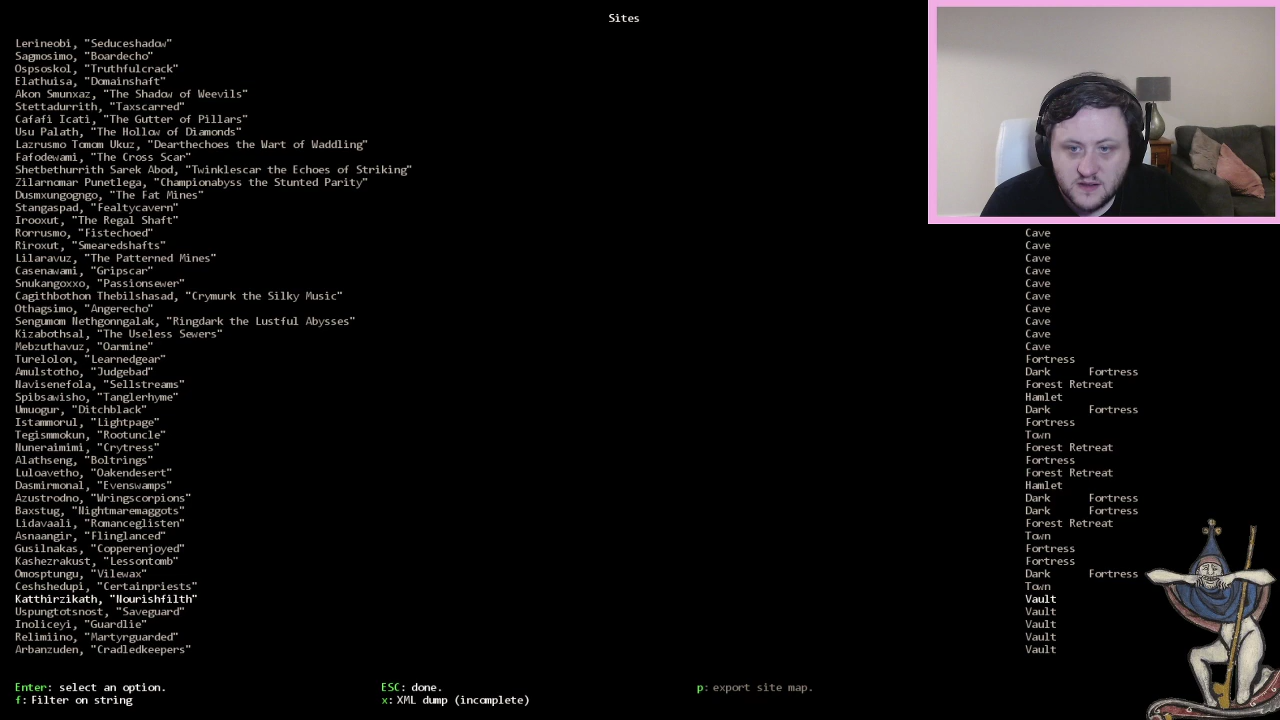 Sites
Lerineobi, "Seduceshadow"
Sagmosimo, "Boardecho"
Ospsoskol, "Truthfulcrack"
Elathuisa, "Domainshaft"
Akon Smunxaz, "The Shadow of Weevils"
Stettadurrith, "Taxscarred"
Cafafi Icati, "The Gutter of Pillars"
Usu Palath, "The Hollow of Diamonds"
Lazrusmo Tomom Ukuz, "Dearthechoes the Wart of Waddling"
Fafodewami, "The Cross Scar"
Shetbethurrith Sarek Abod, "Twinklescar the Echoes of Striking"
Zilarnomar Punetlega, "Championabyss the Stunted Parity"
Dusmxungogngo, "The Fat Mines"
Stangaspad, "Fealtycavern"
Irooxut, "The Regal Shaft"
Rorrusmo, "Fistechoed" Cave
Riroxut, "Smearedshafts" Cave
Lilaravuz, "The Patterned Mines" Cave
Casenawami, "Gripscar" Cave
Snukangoxxo, "Passionsewer" Cave
Cagithbothon Thebilshasad, "Crymurk the Silky Music" Cave
Othagsimo, "Angerecho" Cave
Sengumom Nethgonngalak, "Ringdark the Lustful Abysses" Cave
Kizabothsal, "The Useless Sewers" Cave
Mebzuthavuz, "Oarmine" Cave
Turelolon, "Learnedgear" Fortress
Amulstotho, "Judgebad" Dark Fortress
Navisenefola, "Sellstreams" Forest Retreat
Spibsawisho, "Tanglerhyme" Hamlet
Umuogur, "Ditchblack" Dark Fortress
Istammorul, "Lightpage" Fortress
Tegismmokun, "Rootuncle" Town
Nuneraimimi, "Crytress" Forest Retreat
Alathseng, "Boltrings" Fortress
Luloavetho, "Oakendesert" Forest Retreat
Dasmirmonal, "Evenswamps" Hamlet
Azustrodno, "Wringscorpions" Dark Fortress
Baxstug, "Nightmaremaggots" Dark Fortress
Lidavaali, "Romanceglisten" Forest Retreat
Asnaangir, "Flinglanced" Town
Gusilnakas, "Copperenjoyed" Fortress
Kashezrakust, "Lessontomb" Fortress
Omosptungu, "Vilewax" Dark Fortress
Ceshshedupi, "Certainpriests" Town
Katthirzikath, "Nourishfilth" Vault
Uspungtotsnost, "Saveguard" Vault
Inoliceyi, "Guardlie" Vault
Relimiino, "Martyrguarded" Vault
Arbanzuden, "Cradledkeepers" Vault
Enter: select an option. ESC: done. p: export site map.
f: Filter on string x: XML dump (incomplete)